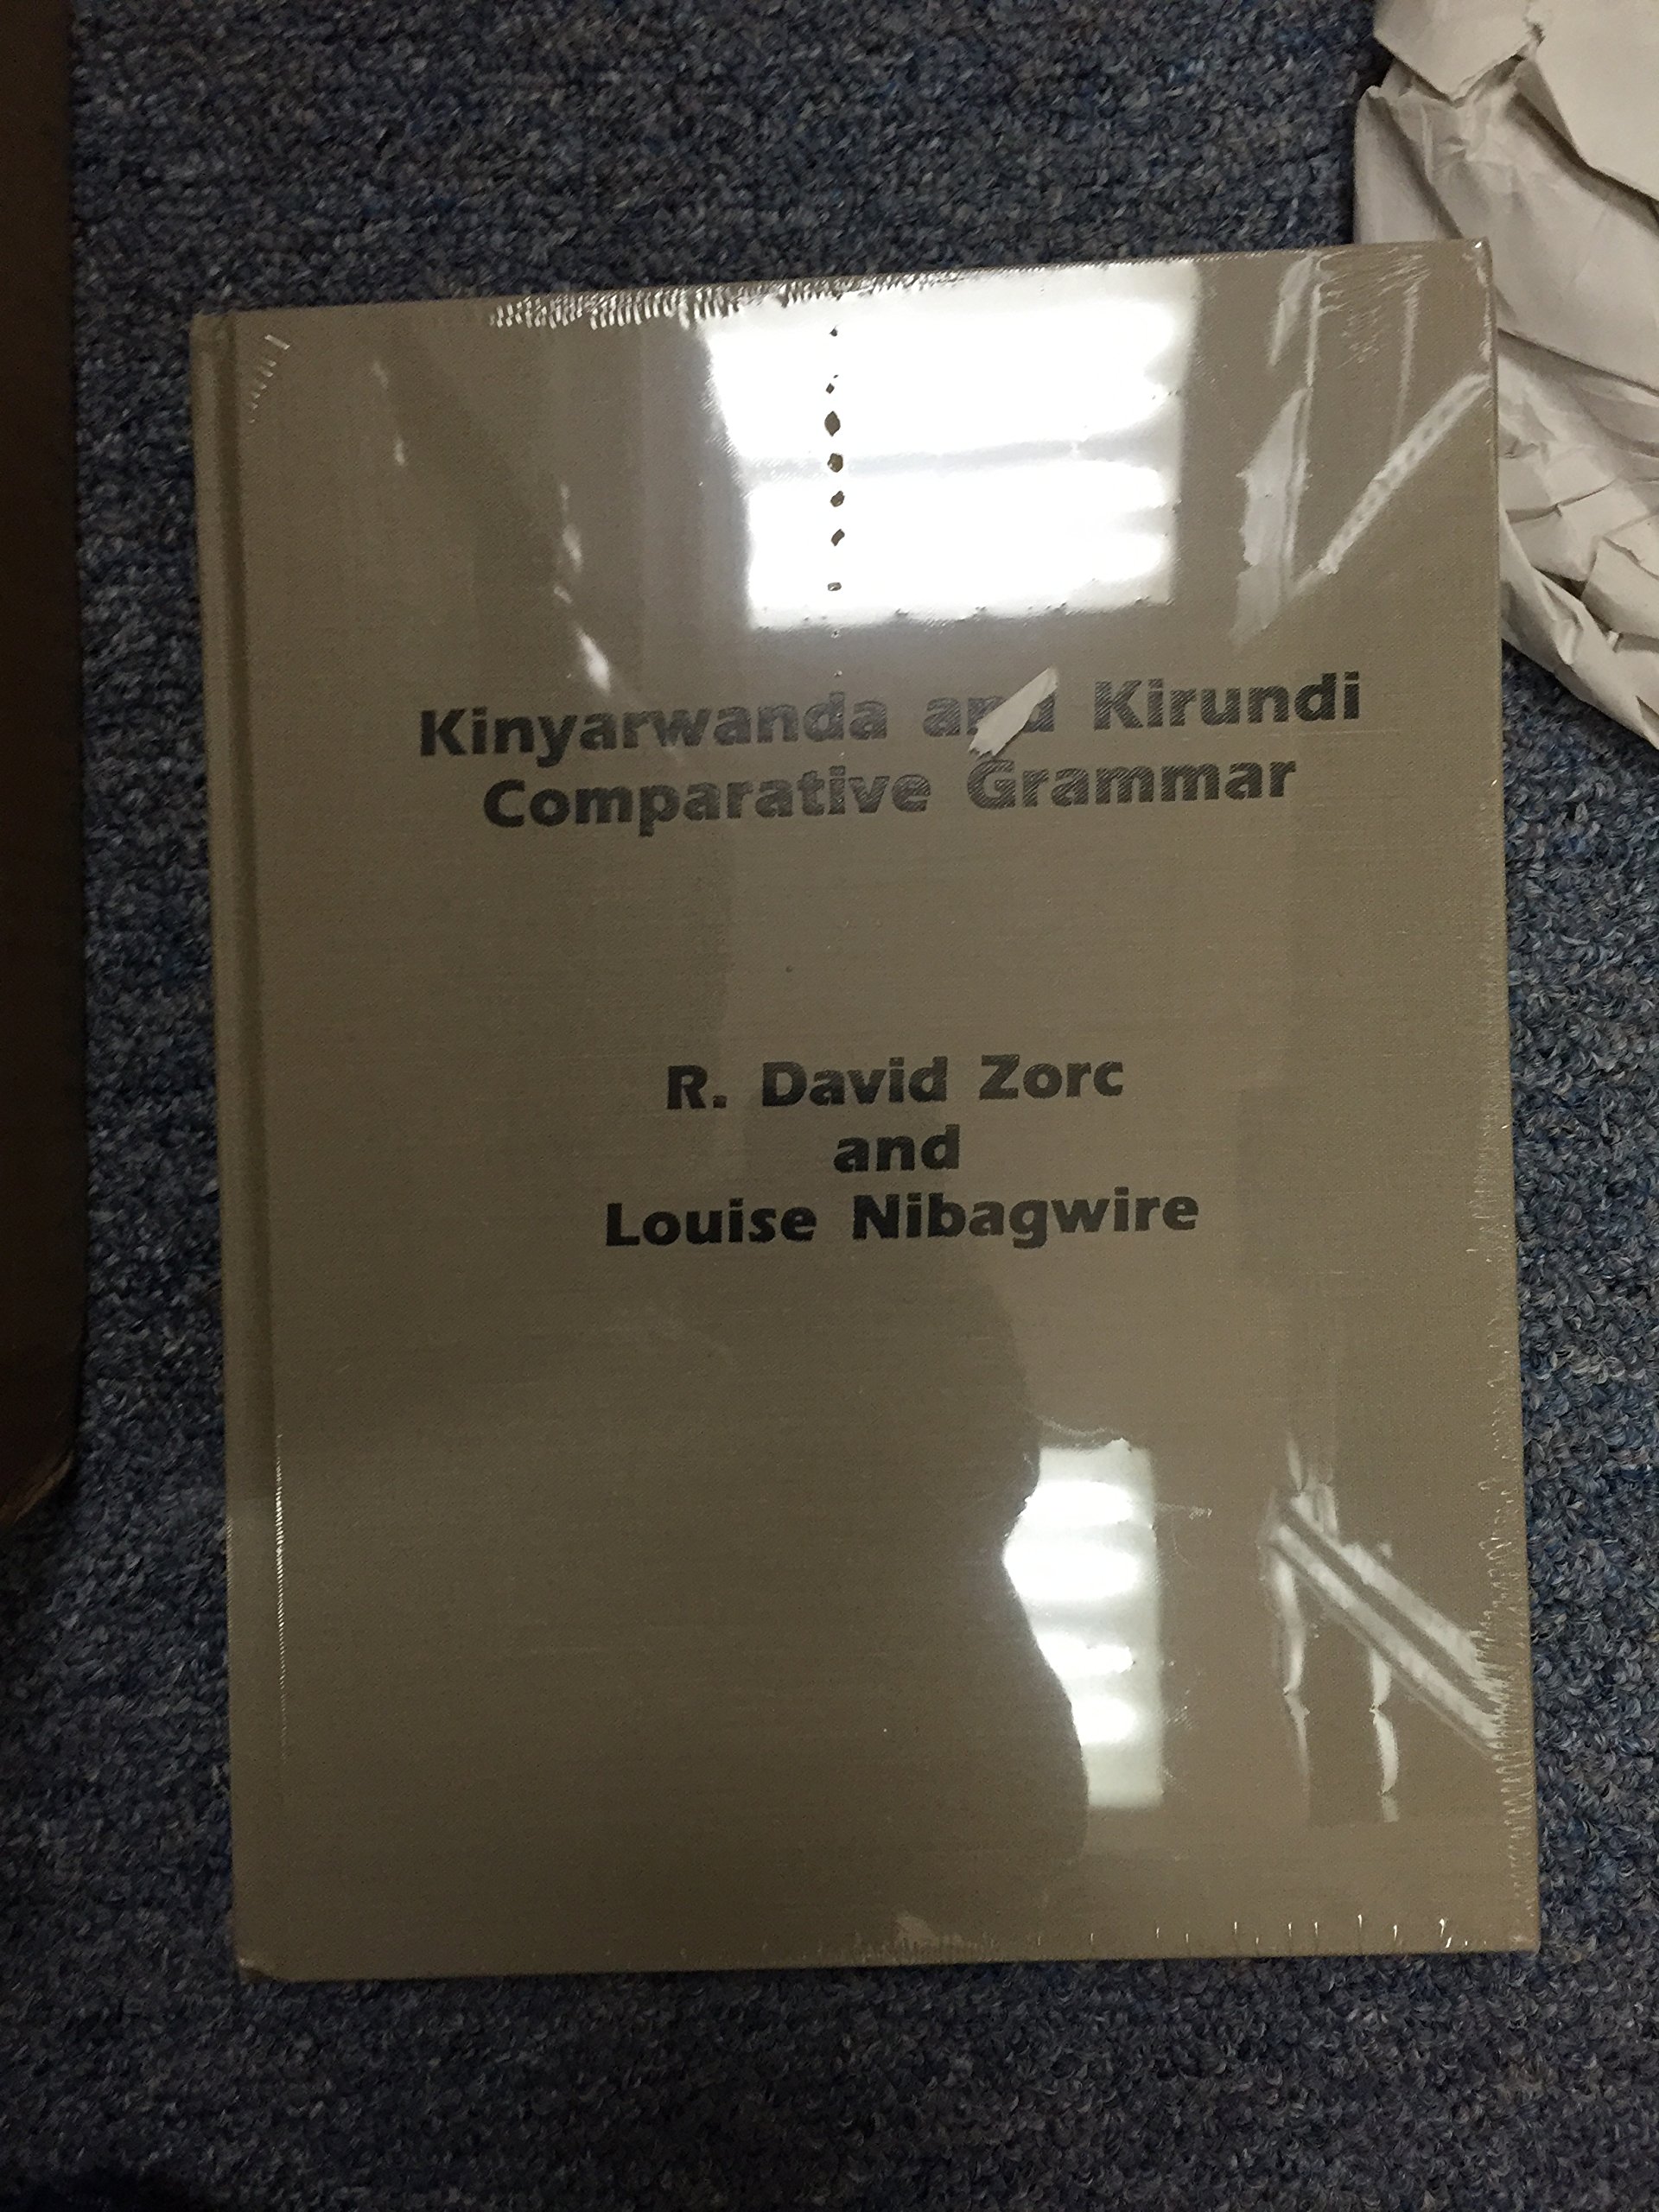 Kinyarwanda and Kirundi
Comparative Grammar
R. David Zorc
and
Louise Nibagwire